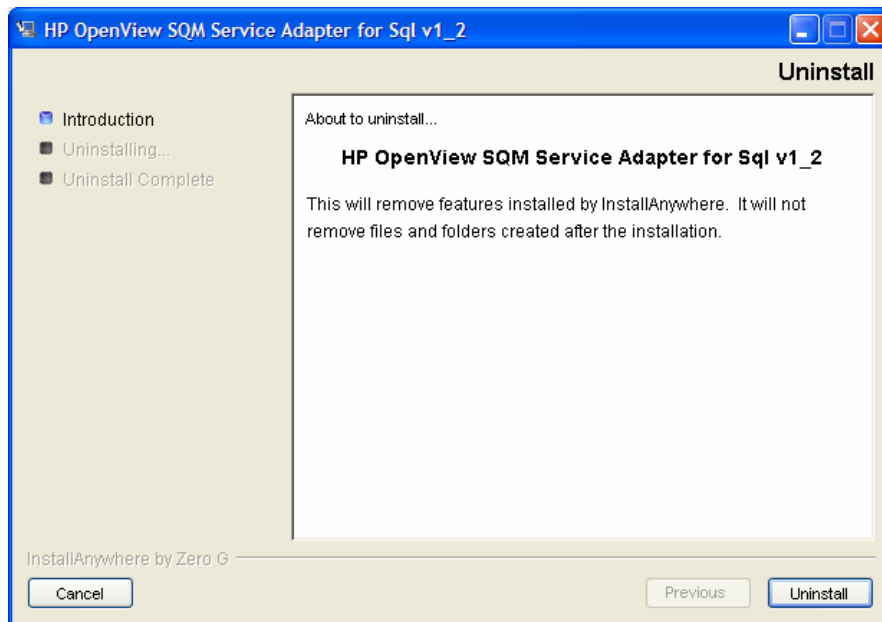 HP OpenView SQM Service Adapter for Sql v1_2
Uninstall
Introduction
Uninstalling...
Uninstall Complete
About to uninstall...
HP OpenView SQM Service Adapter for Sql v1_2
This will remove features installed by InstallAnywhere. It will not
remove files and folders created after the installation.
InstallAnywhere by Zero G
Cancel
Previous
Uninstall